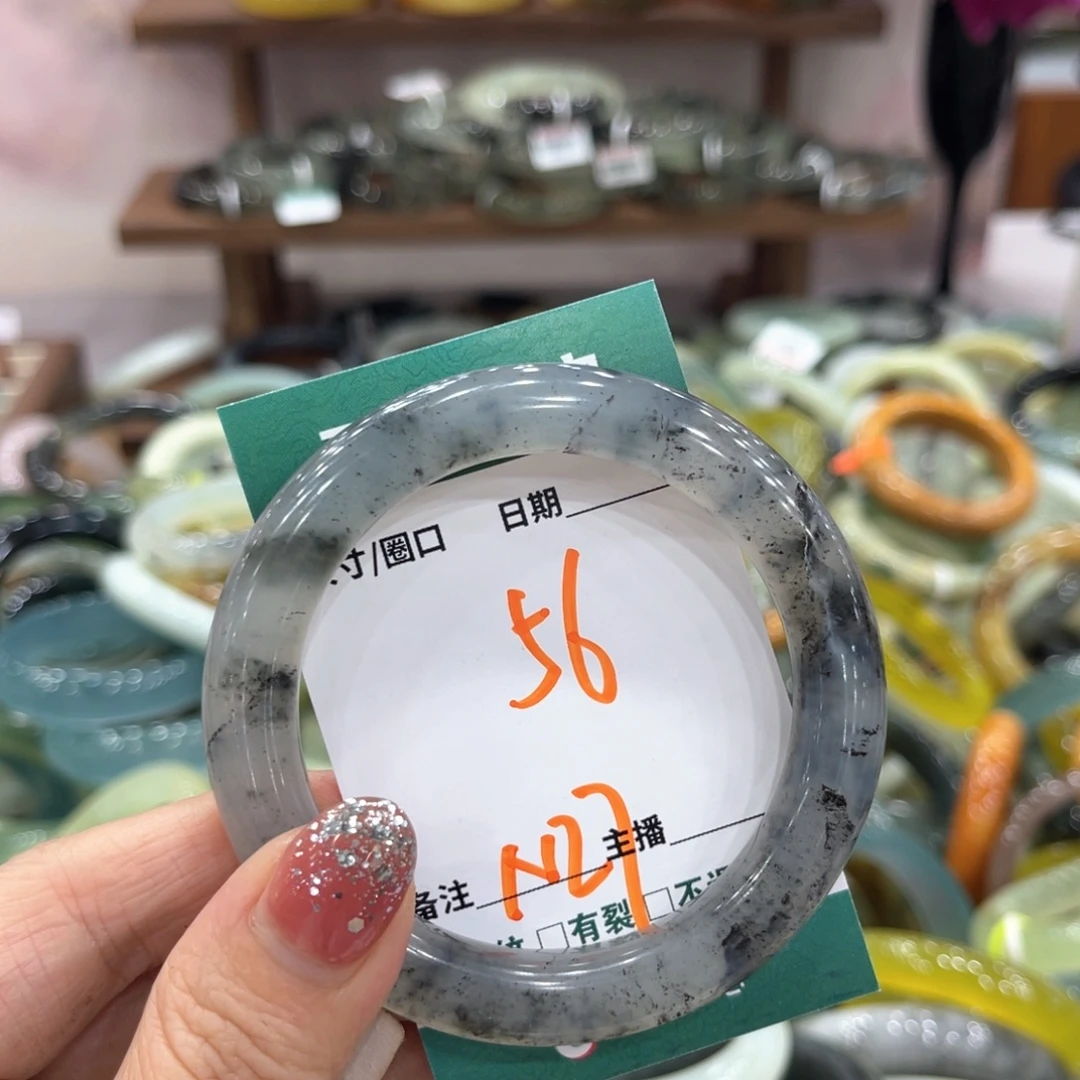 日期
寸/圈口
56
主播
备注 N27
有裂 不